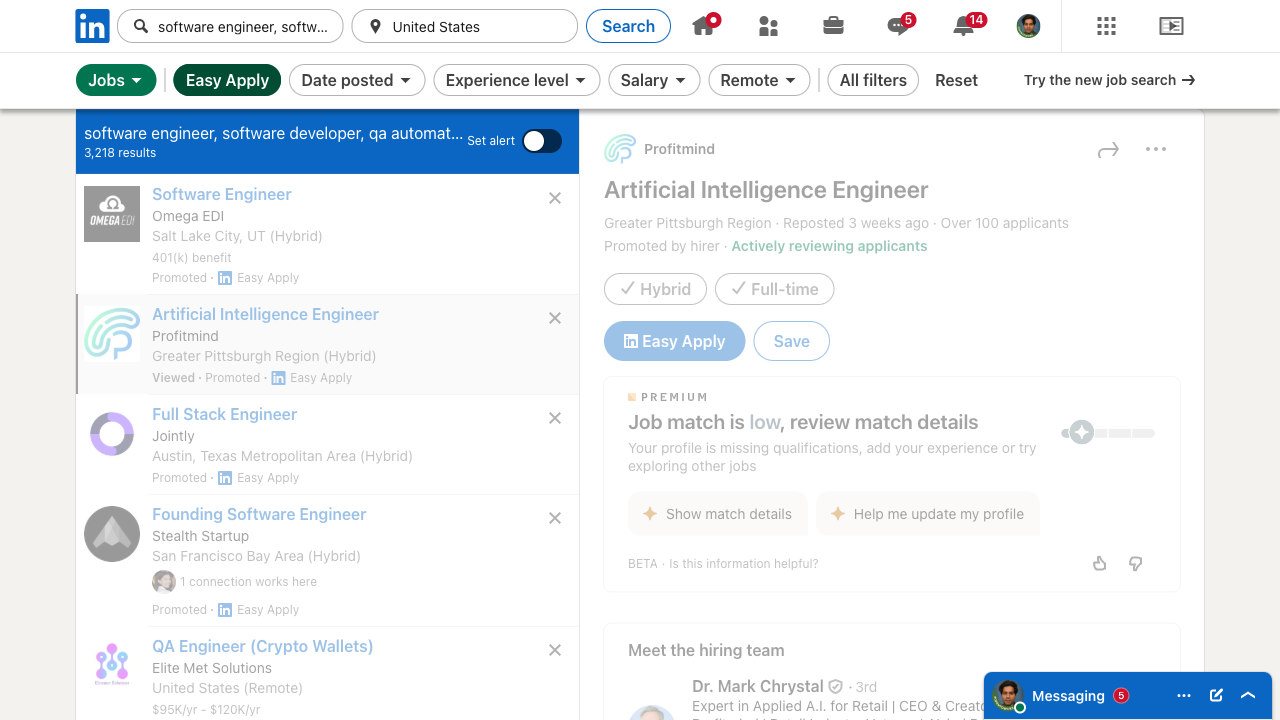 software engineer, softw...
United States
Search
5
14
Jobs
Easy Apply
Date posted
Experience level
Salary
Remote
All filters
Reset
Try the new job search
software engineer, software developer, qa automat...
3,218 results
Set alert
OMEGA EDI
Software Engineer
Omega EDI
Salt Lake City, UT (Hybrid)
401(k) benefit
Promoted · Easy Apply
Artificial Intelligence Engineer
Profitmind
Greater Pittsburgh Region (Hybrid)
Viewed · Promoted · Easy Apply
Full Stack Engineer
Jointly
Austin, Texas Metropolitan Area (Hybrid)
Promoted · Easy Apply
Founding Software Engineer
Stealth Startup
San Francisco Bay Area (Hybrid)
1 connection works here
Promoted · Easy Apply
QA Engineer (Crypto Wallets)
Elite Met Solutions
United States (Remote)
$95K/yr - $120K/yr
Profitmind
Artificial Intelligence Engineer
Greater Pittsburgh Region · Reposted 3 weeks ago · Over 100 applicants
Promoted by hirer · Actively reviewing applicants
Hybrid
Full-time
Easy Apply
Save
PREMIUM
Job match is low, review match details
Your profile is missing qualifications, add your experience or try
exploring other jobs
Show match details
Help me update my profile
BETA · Is this information helpful?
Meet the hiring team
Dr. Mark Chrystal · 3rd
Expert in Applied A.I. for Retail | CEO &
Messaging 5